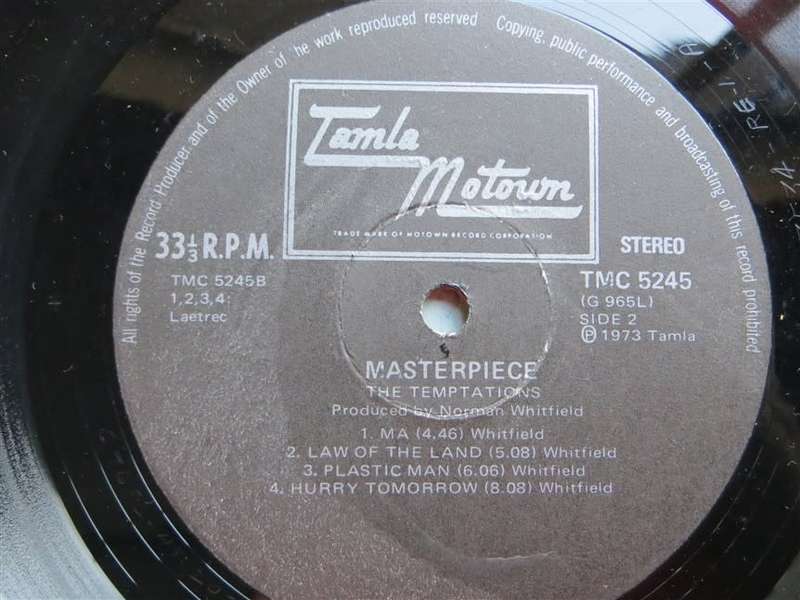 All rights of the Record Producer and of the Owner of the work reproduced reserved Copying, public performance and broadcasting of this record prohibited
Tamla
Motown
TRADE MARK OF MOTOWN RECORD CORPORATION
33⅓ R.P.M.
STEREO
TMC 5245B
1,2,3,4:
Laetrec
TMC 5245
(G 965L)
SIDE 2
Ⓟ 1973 Tamla
MASTERPIECE
THE TEMPTATIONS
Produced by Norman Whitfield
1. MA (4,46) Whitfield
2. LAW OF THE LAND (5.08) Whitfield
3. PLASTIC MAN (6.06) Whitfield
4. HURRY TOMORROW (8.08) Whitfield